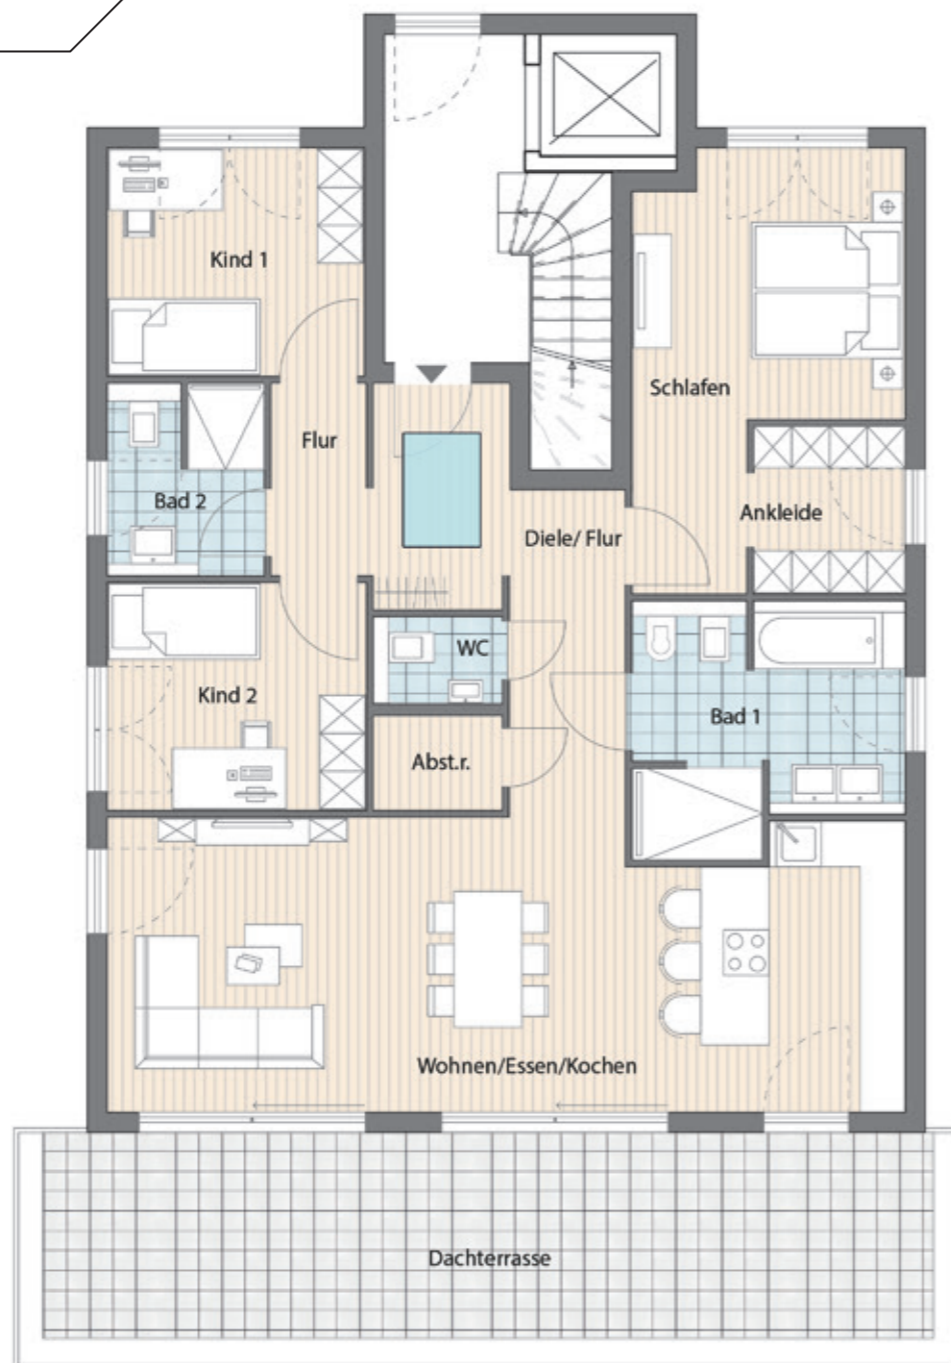 Kind 1
Schlafen
Flur
Bad 2
Ankleide
Diele/ Flur
WC
Kind 2
Bad 1
Abst.r.
Wohnen/Essen/Kochen
Dachterrasse